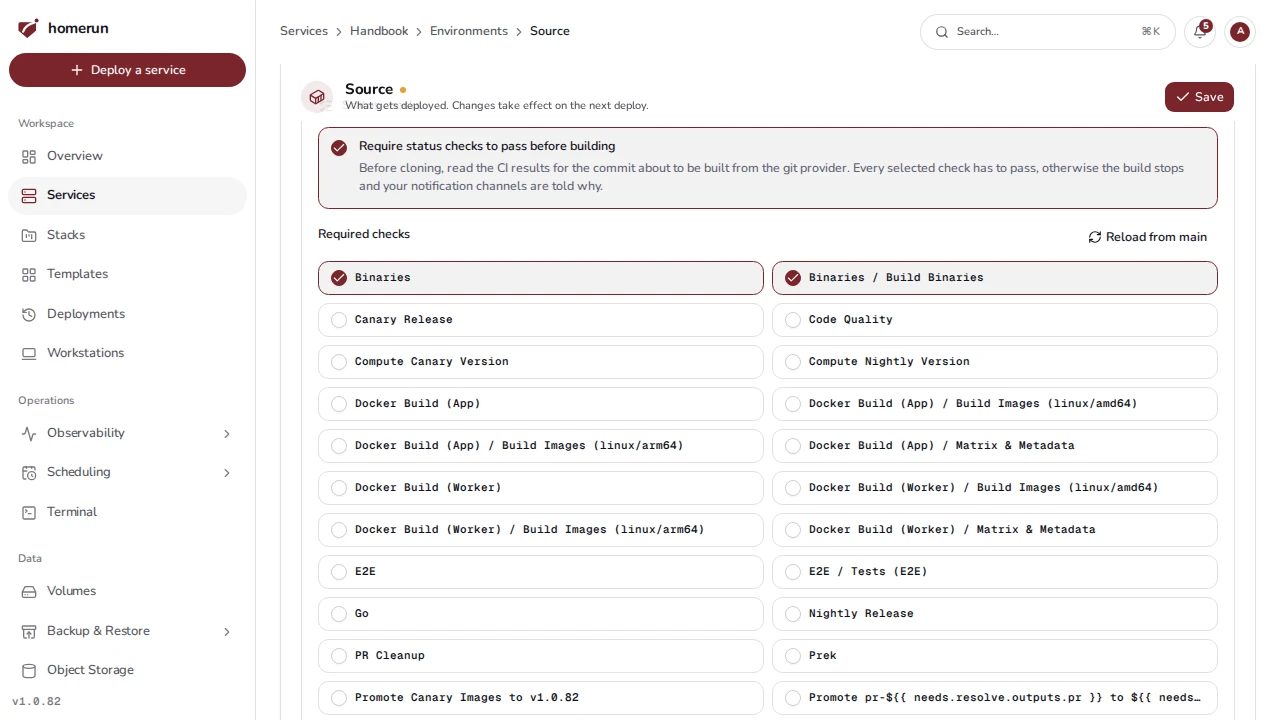 homerun
Services
Handbook
Environments
Source
Search...
⌘K
5
A
Deploy a service
Workspace
Overview
Services
Stacks
Templates
Deployments
Workstations
Operations
Observability
Scheduling
Terminal
Data
Volumes
Backup & Restore
Object Storage
v1.0.82
Source
What gets deployed. Changes take effect on the next deploy.
Save
Require status checks to pass before building
Before cloning, read the CI results for the commit about to be built from the git provider. Every selected check has to pass, otherwise the build stops
and your notification channels are told why.
Required checks
Reload from main
Binaries
Binaries / Build Binaries
Canary Release
Code Quality
Compute Canary Version
Compute Nightly Version
Docker Build (App)
Docker Build (App) / Build Images (linux/amd64)
Docker Build (App) / Build Images (linux/arm64)
Docker Build (App) / Matrix & Metadata
Docker Build (Worker)
Docker Build (Worker) / Build Images (linux/amd64)
Docker Build (Worker) / Build Images (linux/arm64)
Docker Build (Worker) / Matrix & Metadata
E2E
E2E / Tests (E2E)
Go
Nightly Release
PR Cleanup
Prek
Promote Canary Images to v1.0.82
Promote pr-${{ needs.resolve.outputs.pr }} to ${{ needs…